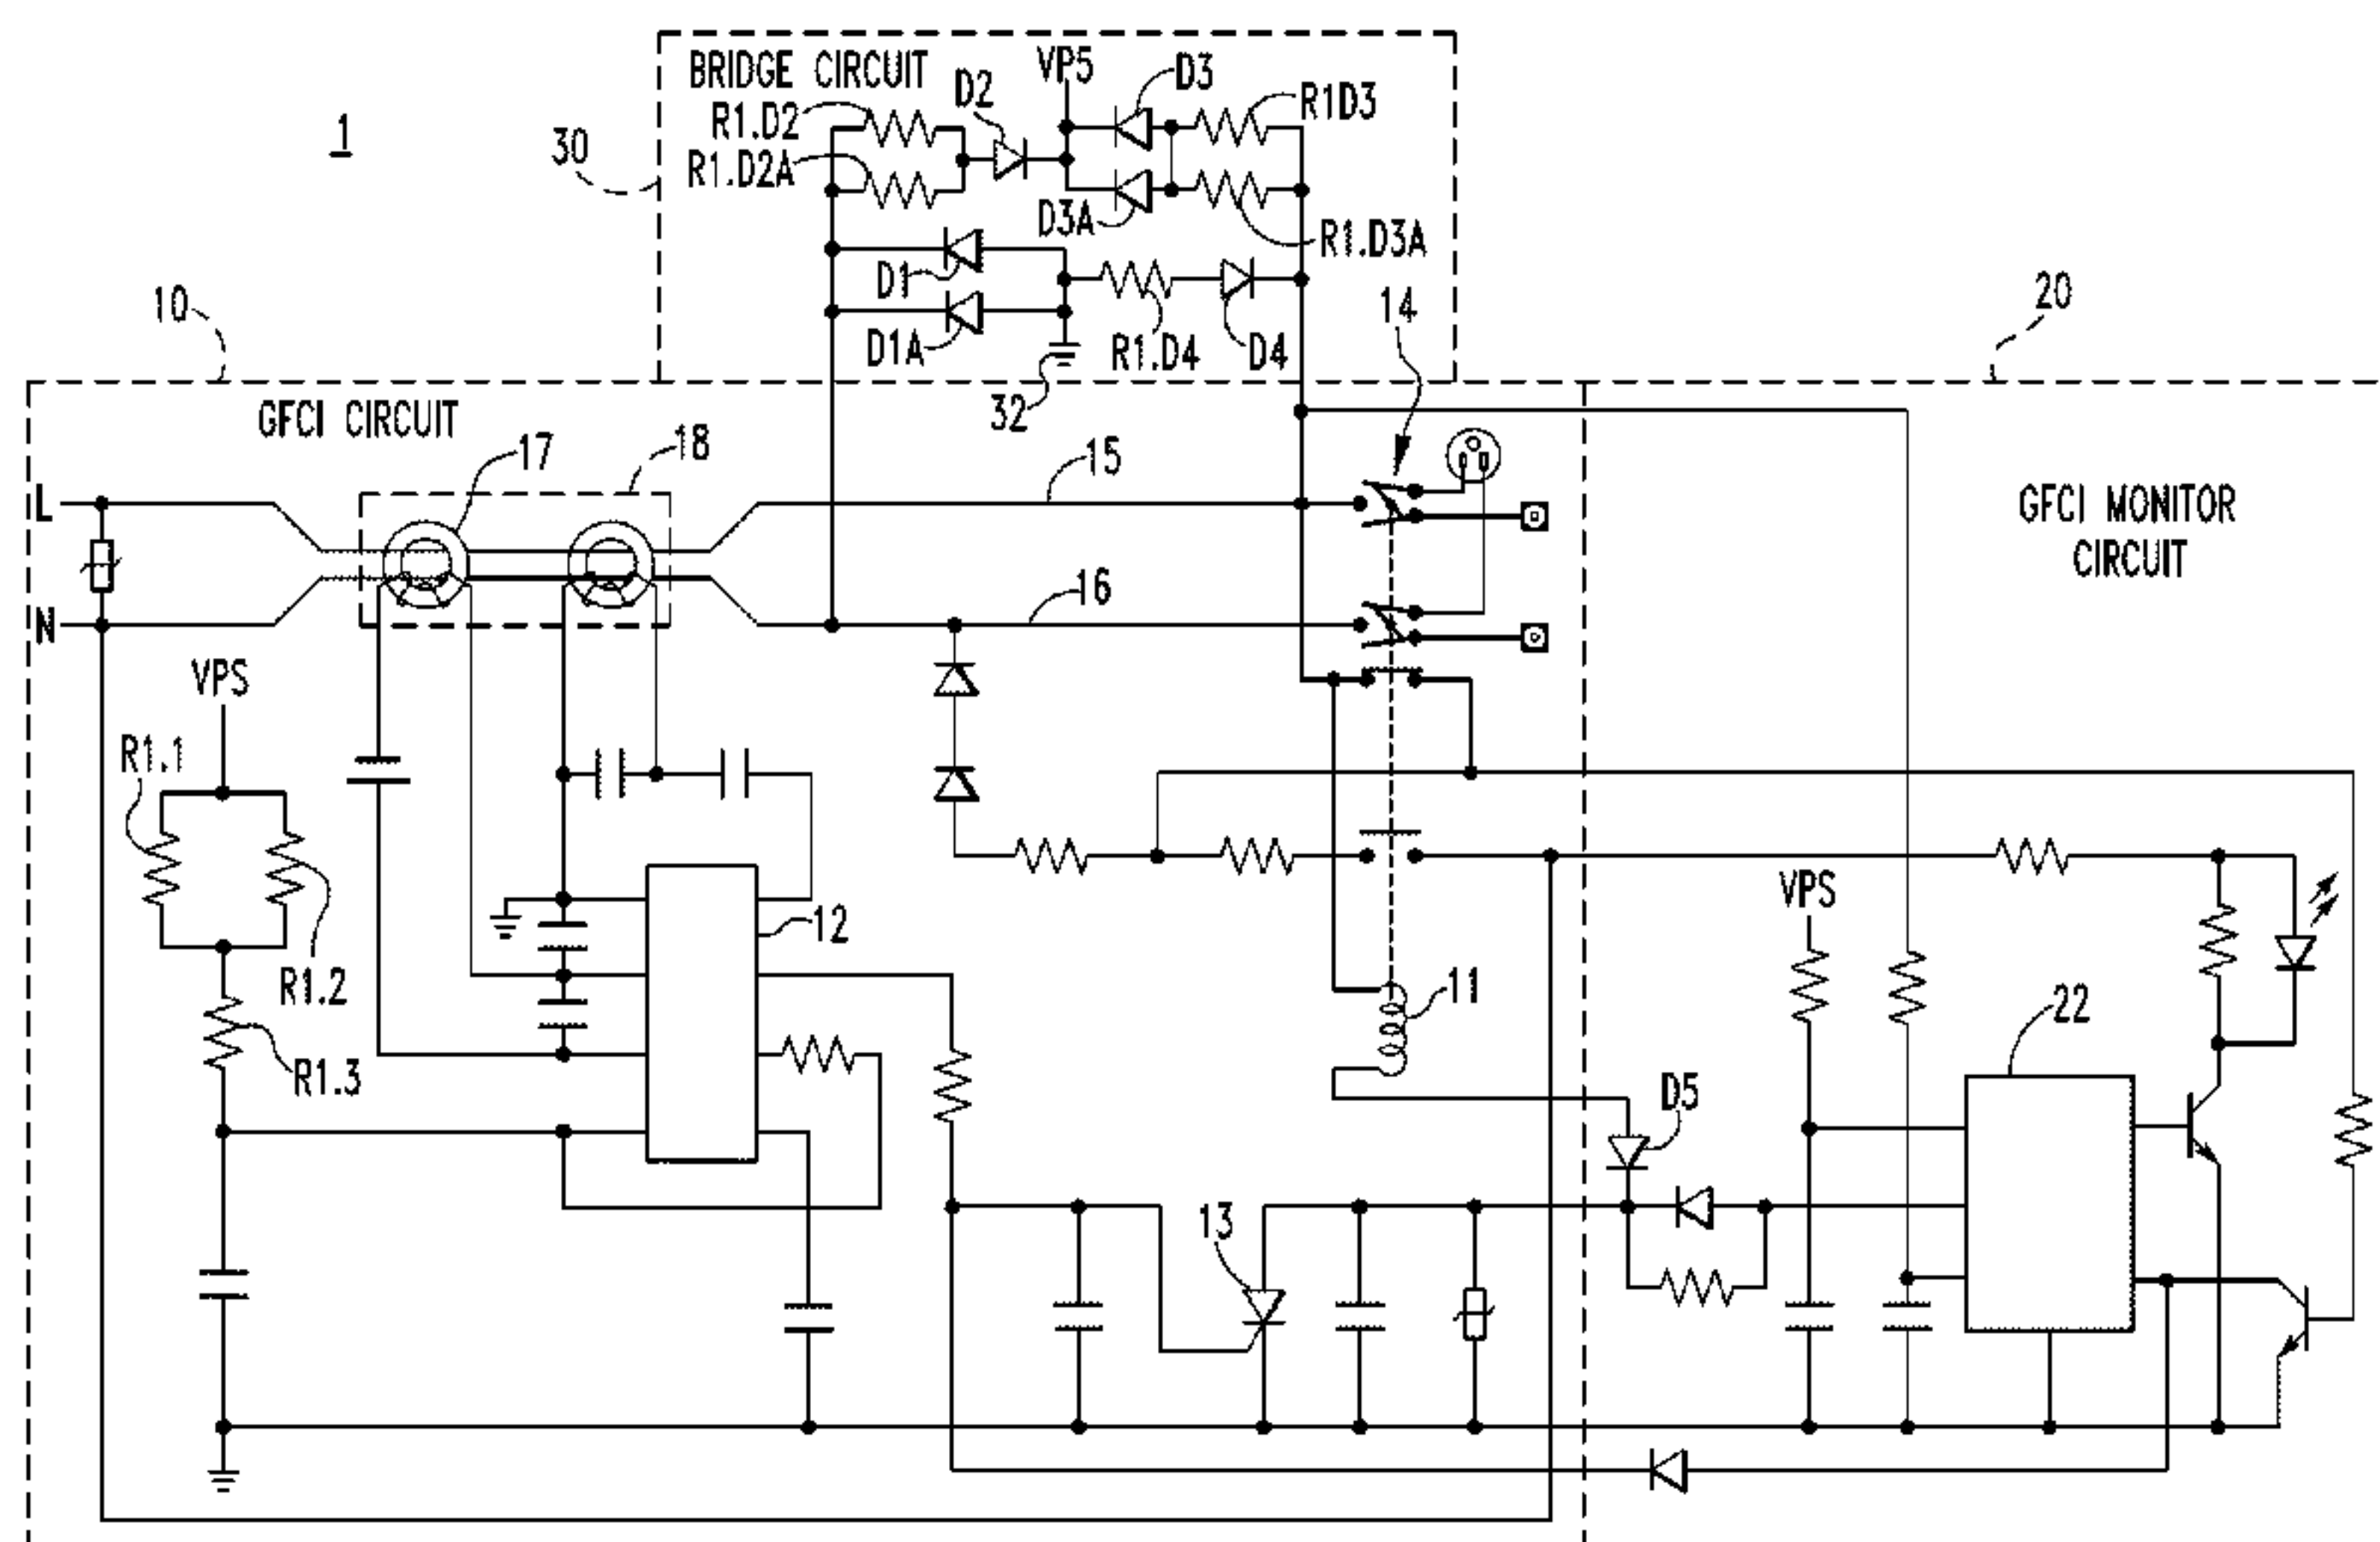 1
BRIDGE CIRCUIT
VP5
D3
R1D3
D2
R1.D2
R1.D2A
30
D3A
R1.D3A
D1
D1A
R1.D4
D4
14
20
10
32
GFCI CIRCUIT
17
18
15
16
L
N
GFCI MONITOR
CIRCUIT
VPS
R1.1
R1.2
R1.3
12
11
VPS
22
D5
13